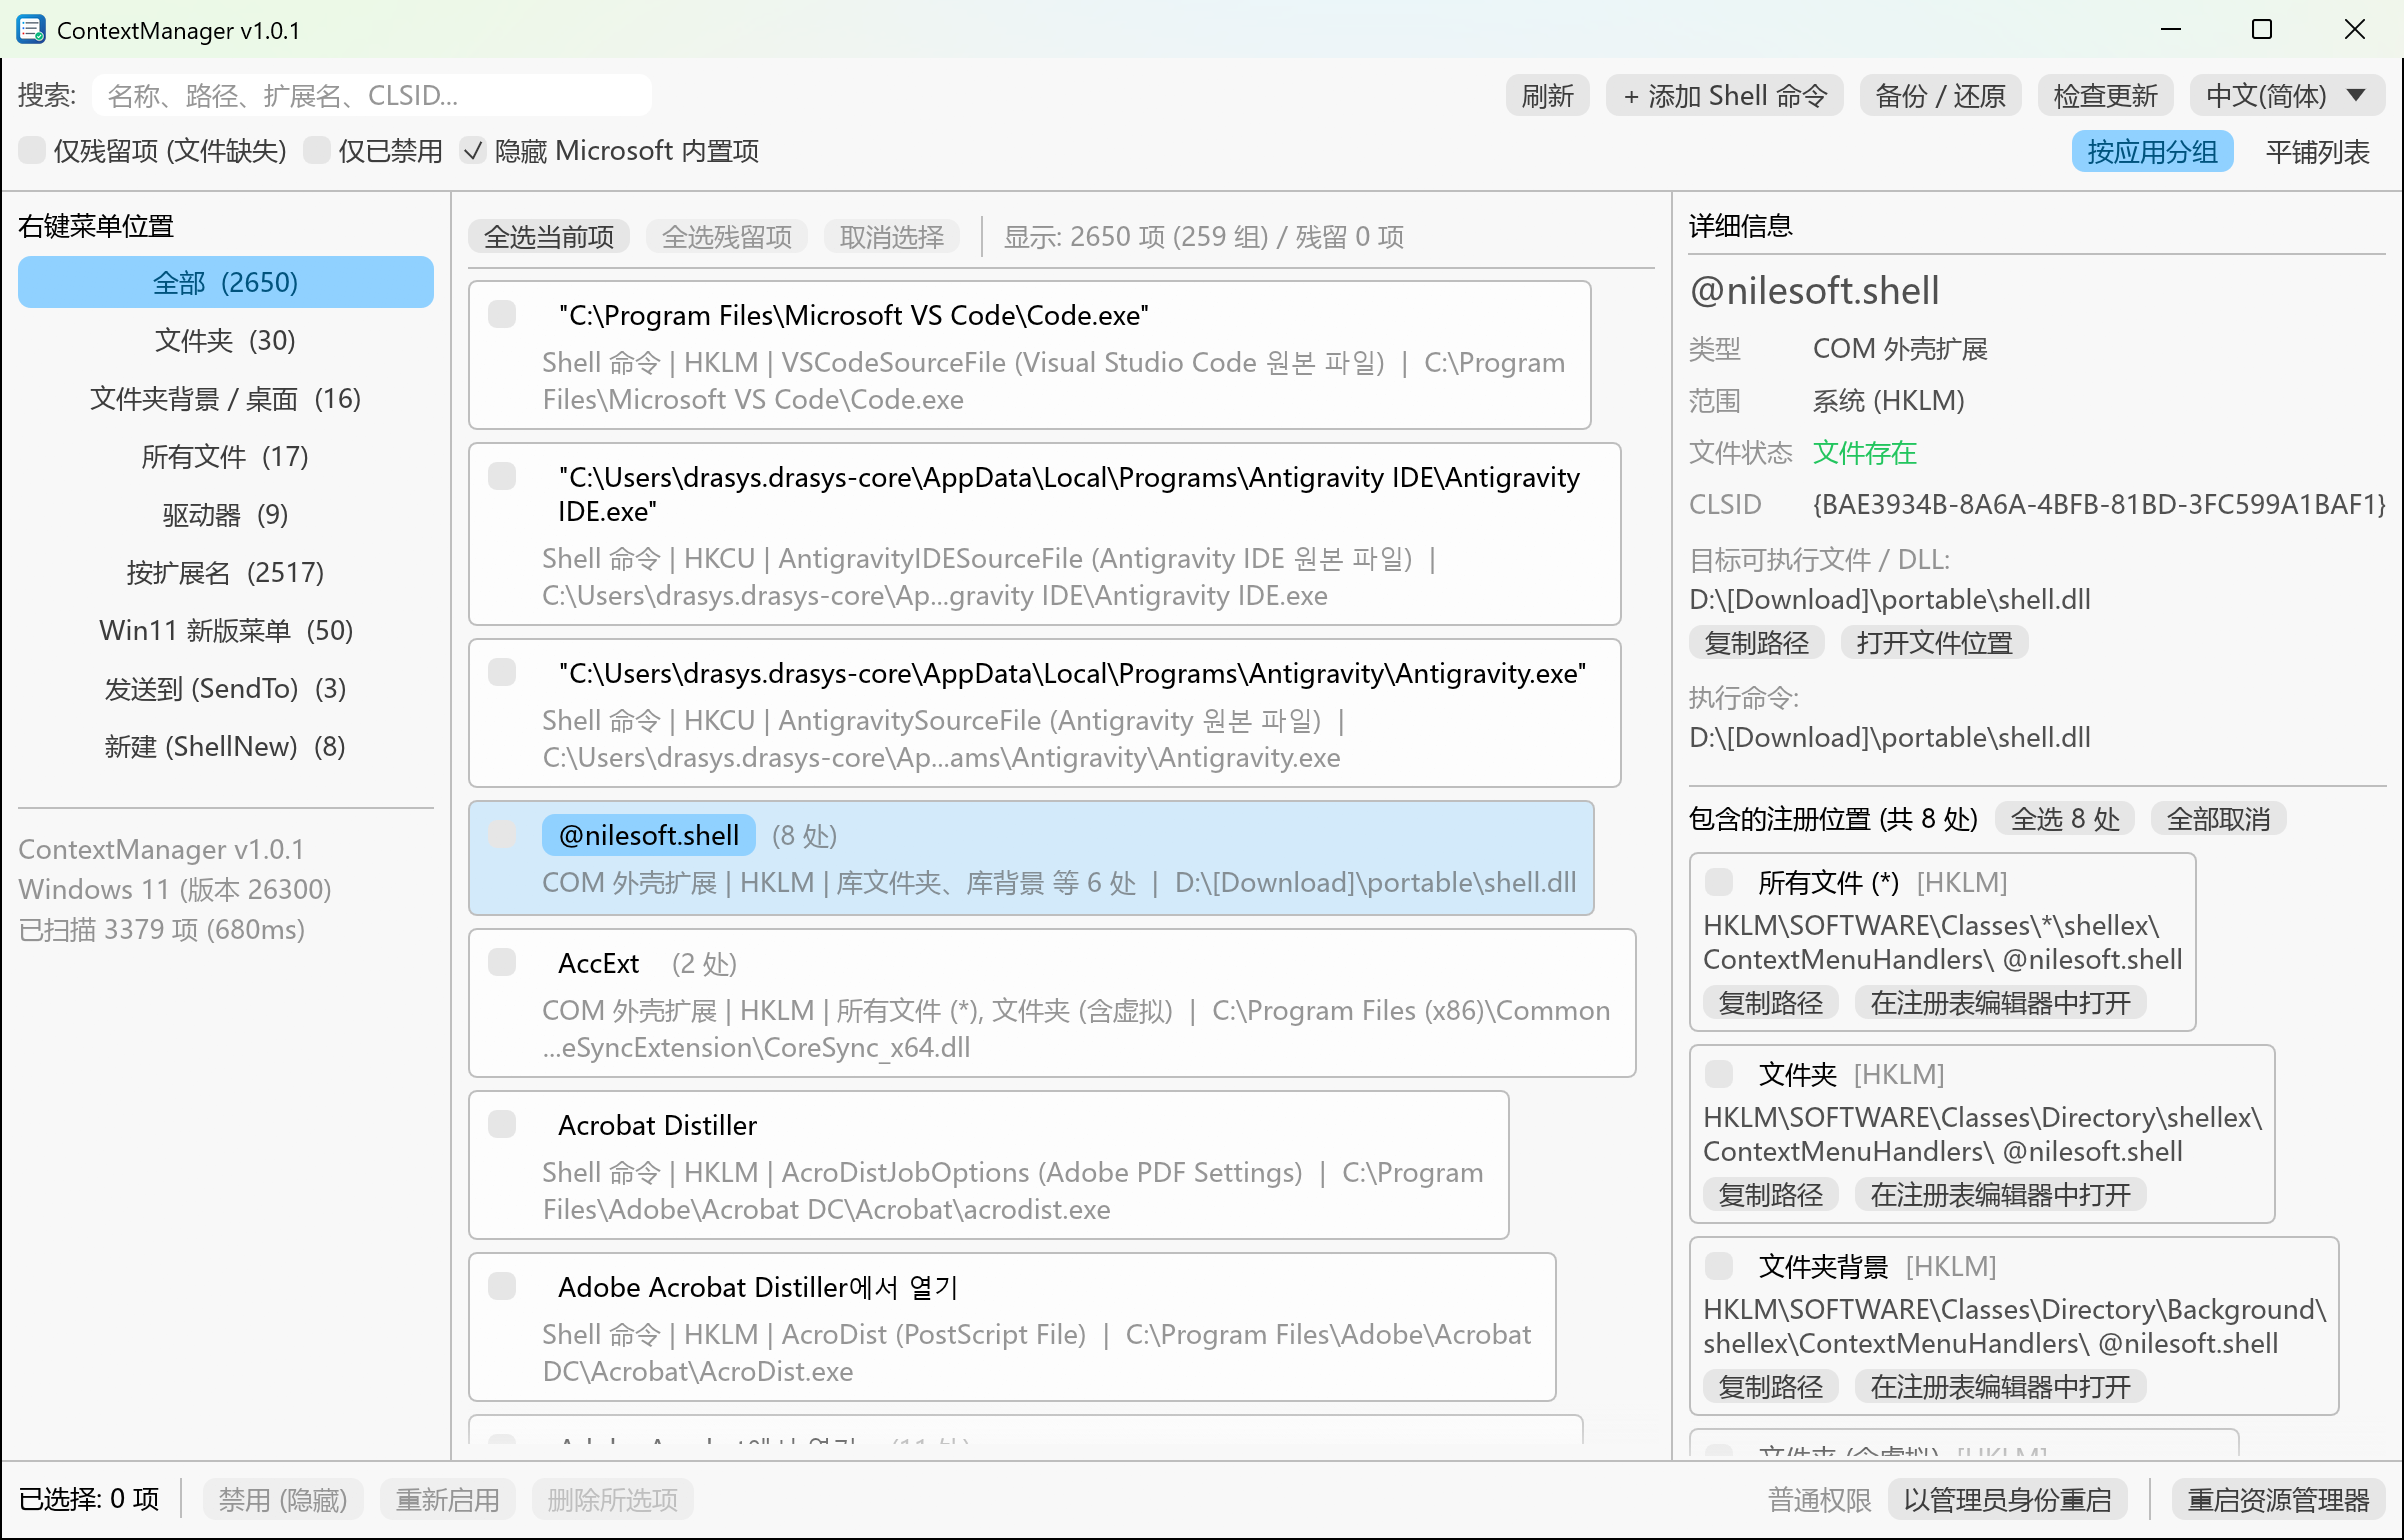 ContextManager v1.0.1
搜索: 名称、路径、扩展名、CLSID...
刷新 + 添加 Shell 命令 备份 / 还原 检查更新 中文(简体)
仅残留项 (文件缺失) 仅已禁用 隐藏 Microsoft 内置项
按应用分组 平铺列表
右键菜单位置
全部 (2650)
文件夹 (30)
文件夹背景 / 桌面 (16)
所有文件 (17)
驱动器 (9)
按扩展名 (2517)
Win11 新版菜单 (50)
发送到 (SendTo) (3)
新建 (ShellNew) (8)
ContextManager v1.0.1
Windows 11 (版本 26300)
已扫描 3379 项 (680ms)
全选当前项 全选残留项 取消选择 显示: 2650 项 (259 组) / 残留 0 项
"C:\Program Files\Microsoft VS Code\Code.exe"
Shell 命令 | HKLM | VSCodeSourceFile (Visual Studio Code 원본 파일) | C:\Program
Files\Microsoft VS Code\Code.exe
"C:\Users\drasys.drasys-core\AppData\Local\Programs\Antigravity IDE\Antigravity
IDE.exe"
Shell 命令 | HKCU | AntigravityIDESourceFile (Antigravity IDE 원본 파일) |
C:\Users\drasys.drasys-core\Ap...gravity IDE\Antigravity IDE.exe
"C:\Users\drasys.drasys-core\AppData\Local\Programs\Antigravity\Antigravity.exe"
Shell 命令 | HKCU | AntigravitySourceFile (Antigravity 원본 파일) |
C:\Users\drasys.drasys-core\Ap...ams\Antigravity\Antigravity.exe
@nilesoft.shell (8 处)
COM 外壳扩展 | HKLM | 库文件夹、库背景 等 6 处 | D:\[Download]\portable\shell.dll
AccExt (2 处)
COM 外壳扩展 | HKLM | 所有文件 (*), 文件夹 (含虚拟) | C:\Program Files (x86)\Common
...eSyncExtension\CoreSync_x64.dll
Acrobat Distiller
Shell 命令 | HKLM | AcroDistJobOptions (Adobe PDF Settings) | C:\Program
Files\Adobe\Acrobat DC\Acrobat\acrodist.exe
Adobe Acrobat Distiller에서 열기
Shell 命令 | HKLM | AcroDist (PostScript File) | C:\Program Files\Adobe\Acrobat
DC\Acrobat\AcroDist.exe
详细信息
@nilesoft.shell
类型 COM 外壳扩展
范围 系统 (HKLM)
文件状态 文件存在
CLSID {BAE3934B-8A6A-4BFB-81BD-3FC599A1BAF1}
目标可执行文件 / DLL:
D:\[Download]\portable\shell.dll
复制路径 打开文件位置
执行命令:
D:\[Download]\portable\shell.dll
包含的注册位置 (共 8 处) 全选 8 处 全部取消
所有文件 (*) [HKLM]
HKLM\SOFTWARE\Classes\*\shellex\
ContextMenuHandlers\ @nilesoft.shell
复制路径 在注册表编辑器中打开
文件夹 [HKLM]
HKLM\SOFTWARE\Classes\Directory\shellex\
ContextMenuHandlers\ @nilesoft.shell
复制路径 在注册表编辑器中打开
文件夹背景 [HKLM]
HKLM\SOFTWARE\Classes\Directory\Background\
shellex\ContextMenuHandlers\ @nilesoft.shell
复制路径 在注册表编辑器中打开
已选择: 0 项 禁用 (隐藏) 重新启用 删除所选项
普通权限 以管理员身份重启 重启资源管理器